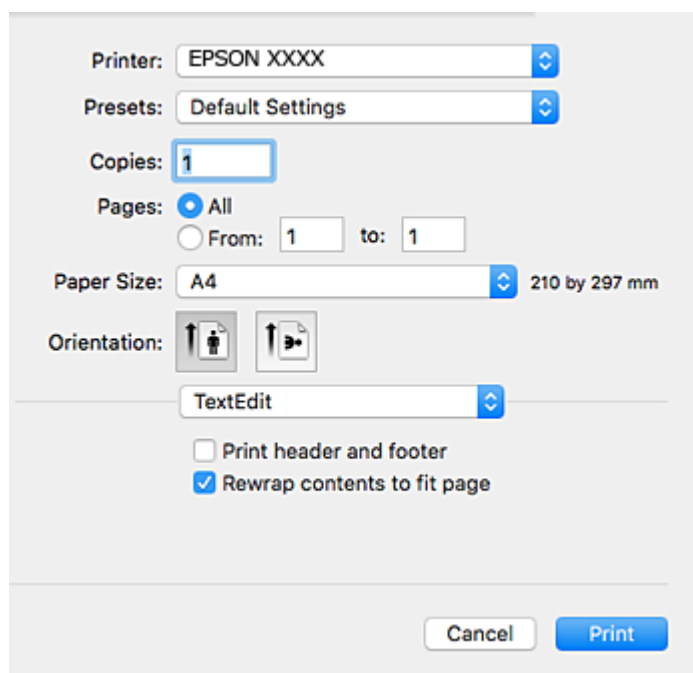 Printer: EPSON XXXX
Presets: Default Settings
Copies: 1
Pages: All
From: 1 to: 1
Paper Size: A4 210 by 297 mm
Orientation:
TextEdit
Print header and footer
Rewrap contents to fit page
Cancel Print